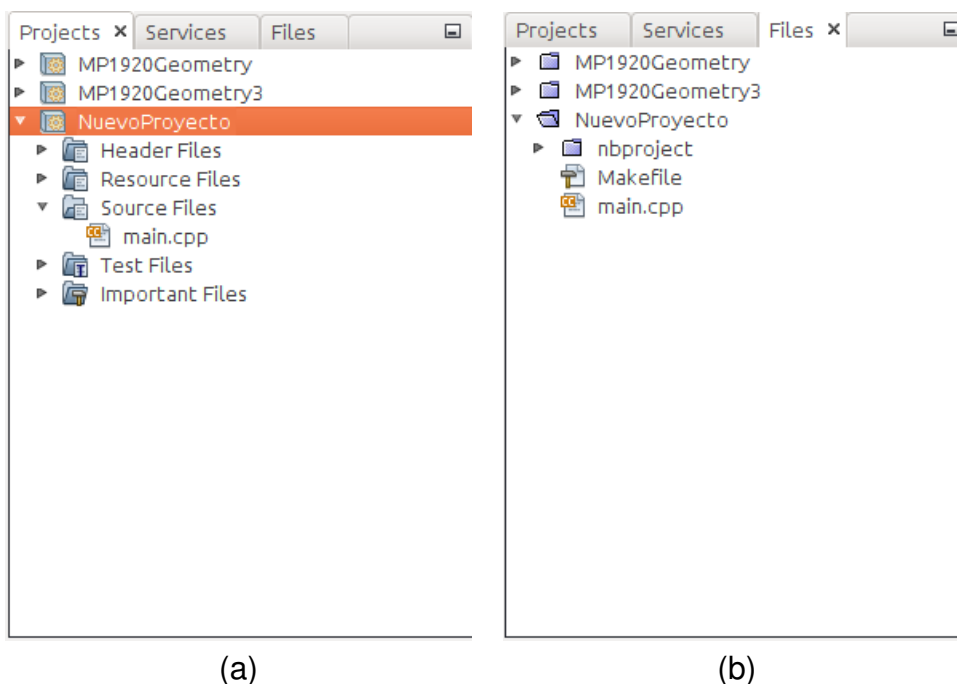 Projects Services Files
MP1920Geometry
MP1920Geometry3
NuevoProyecto
Header Files
Resource Files
Source Files
main.cpp
Test Files
Important Files
(a)
Projects Services Files
MP1920Geometry
MP1920Geometry3
NuevoProyecto
nbproject
Makefile
main.cpp
(b)